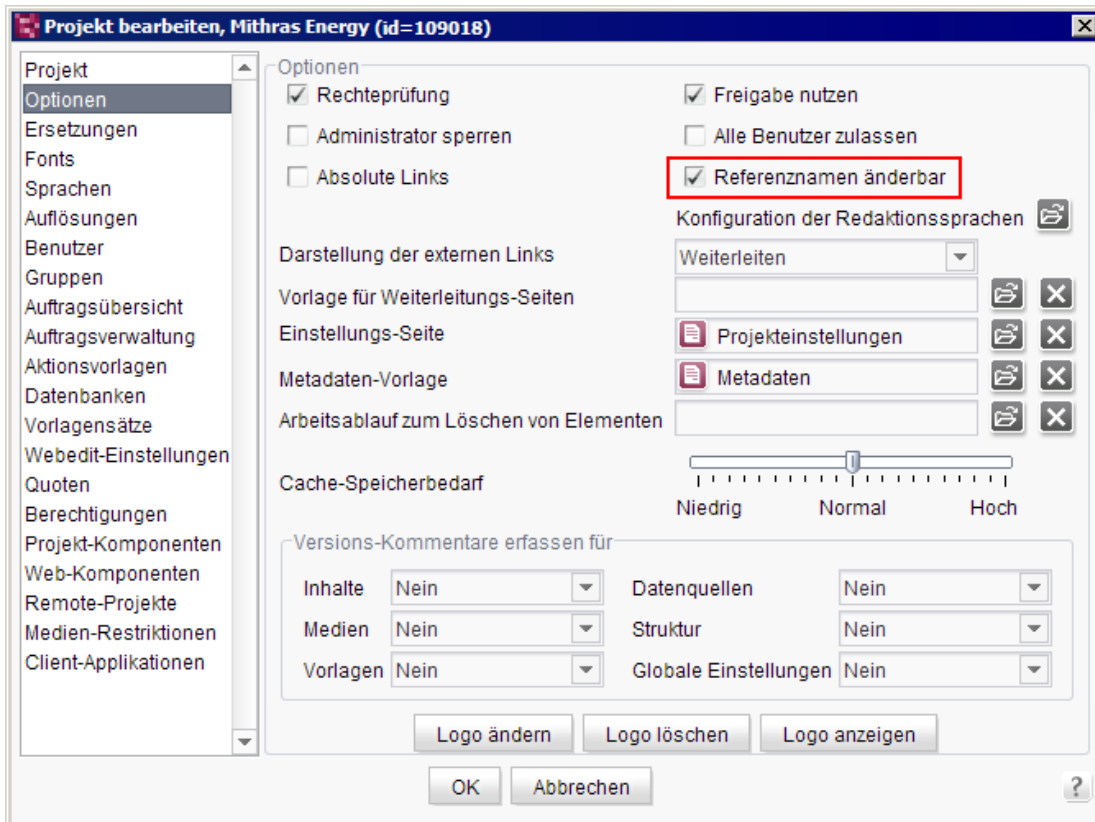 Projekt bearbeiten, Mithras Energy (id=109018)
Projekt
Optionen
Ersetzungen
Fonts
Sprachen
Auflösungen
Benutzer
Gruppen
Auftragsübersicht
Auftragsverwaltung
Aktionsvorlagen
Datenbanken
Vorlagensätze
Webedit-Einstellungen
Quoten
Berechtigungen
Projekt-Komponenten
Web-Komponenten
Remote-Projekte
Medien-Restriktionen
Client-Applikationen
Optionen
Rechteprüfung Freigabe nutzen
Administrator sperren Alle Benutzer zulassen
Absolute Links Referenznamen änderbar
Konfiguration der Redaktionssprachen
Darstellung der externen Links Weiterleiten
Vorlage für Weiterleitungs-Seiten
Einstellungs-Seite Projekteinstellungen
Metadaten-Vorlage Metadaten
Arbeitsablauf zum Löschen von Elementen
Cache-Speicherbedarf
Niedrig Normal Hoch
Versions-Kommentare erfassen für
Inhalte Nein Datenquellen Nein
Medien Nein Struktur Nein
Vorlagen Nein Globale Einstellungen Nein
Logo ändern Logo löschen Logo anzeigen
OK Abbrechen ?